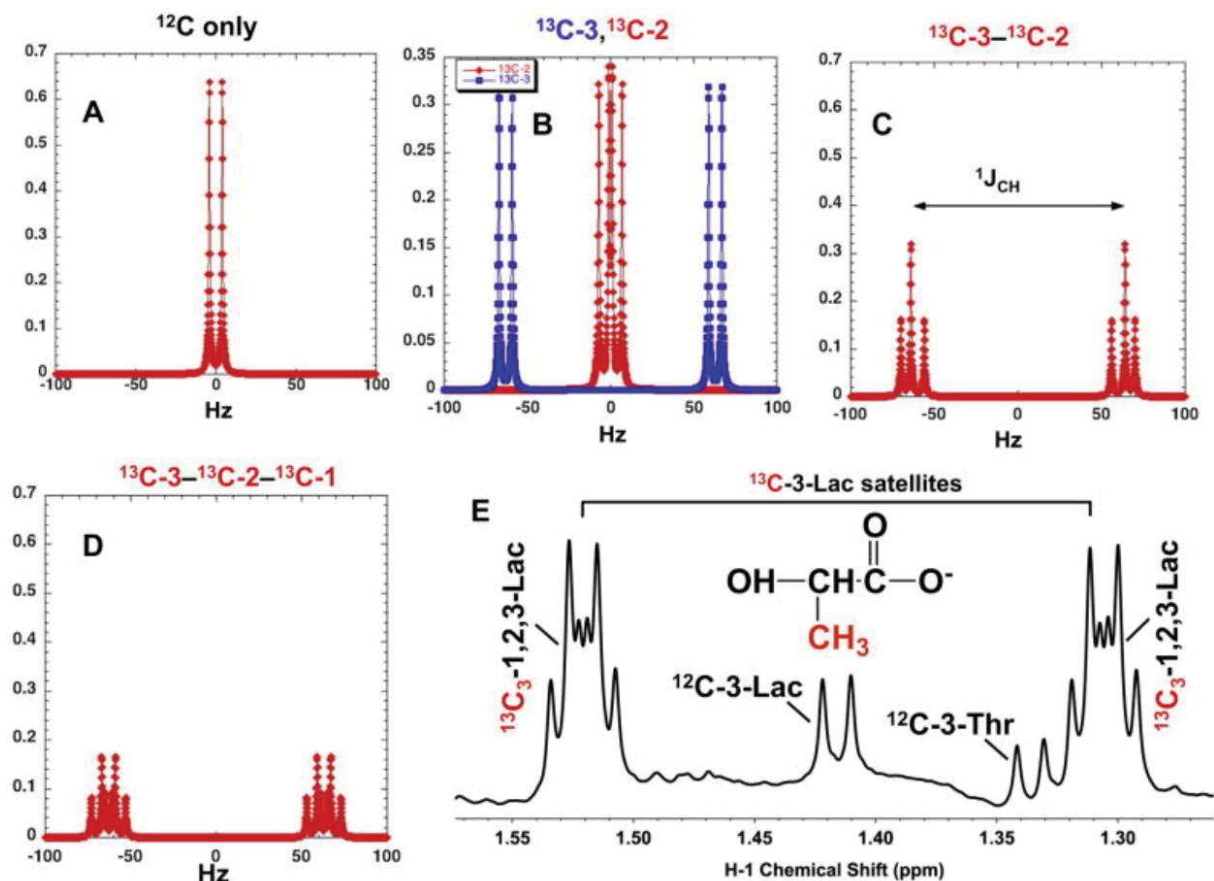 ¹²C only
¹³C-3,¹³C-2
¹³C-3–¹³C-2
0.7
0.6
0.5
0.4
0.3
0.2
0.1
0
A
-100
-50
0
50
100
Hz
0.35
0.3
0.25
0.2
0.15
0.1
0.05
0
13C-2
13C-3
B
-100
-50
0
50
100
Hz
0.7
0.6
0.5
0.4
0.3
0.2
0.1
0
C
¹J_CH
-100
-50
0
50
100
Hz
¹³C-3–¹³C-2–¹³C-1
0.7
0.6
0.5
0.4
0.3
0.2
0.1
0
D
-100
-50
0
50
100
Hz
E
¹³C-3-Lac satellites
¹³C₃-1,2,3-Lac
O
OH–CH–C–O⁻
CH₃
¹²C-3-Lac
¹²C-3-Thr
¹³C₃-1,2,3-Lac
1.55
1.50
1.45
1.40
1.35
1.30
H-1 Chemical Shift (ppm)